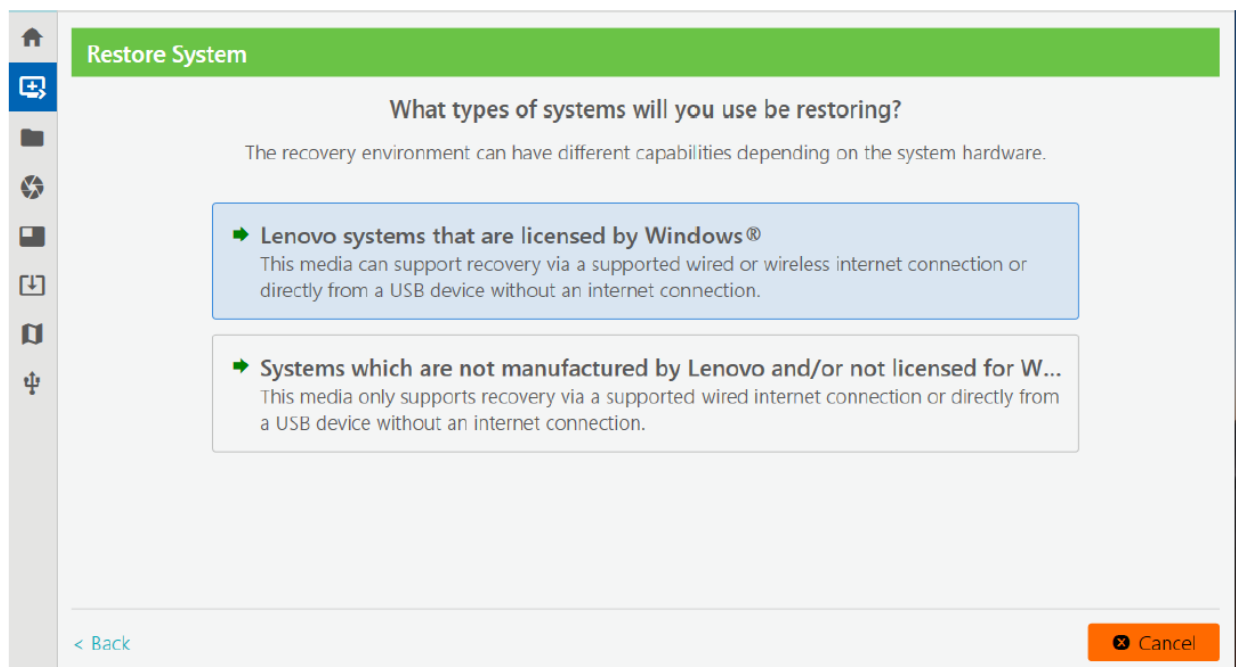 Restore System
What types of systems will you use be restoring?
The recovery environment can have different capabilities depending on the system hardware.
Lenovo systems that are licensed by Windows®
This media can support recovery via a supported wired or wireless internet connection or
directly from a USB device without an internet connection.
Systems which are not manufactured by Lenovo and/or not licensed for W...
This media only supports recovery via a supported wired internet connection or directly from
a USB device without an internet connection.
< Back
Cancel